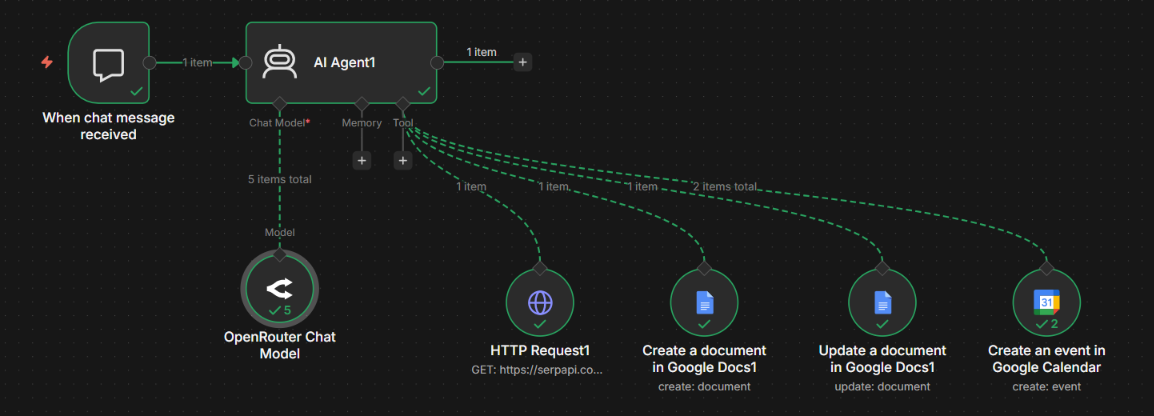 1 item
1 item
AI Agent1
When chat message
received
Chat Model*
Memory
Tool
5 items total
1 item
1 item
1 item
2 items total
Model
5
OpenRouter Chat
Model
HTTP Request1
GET: https://serpapi.co...
Create a document
in Google Docs1
create: document
Update a document
in Google Docs1
update: document
31
2
Create an event in
Google Calendar
create: event